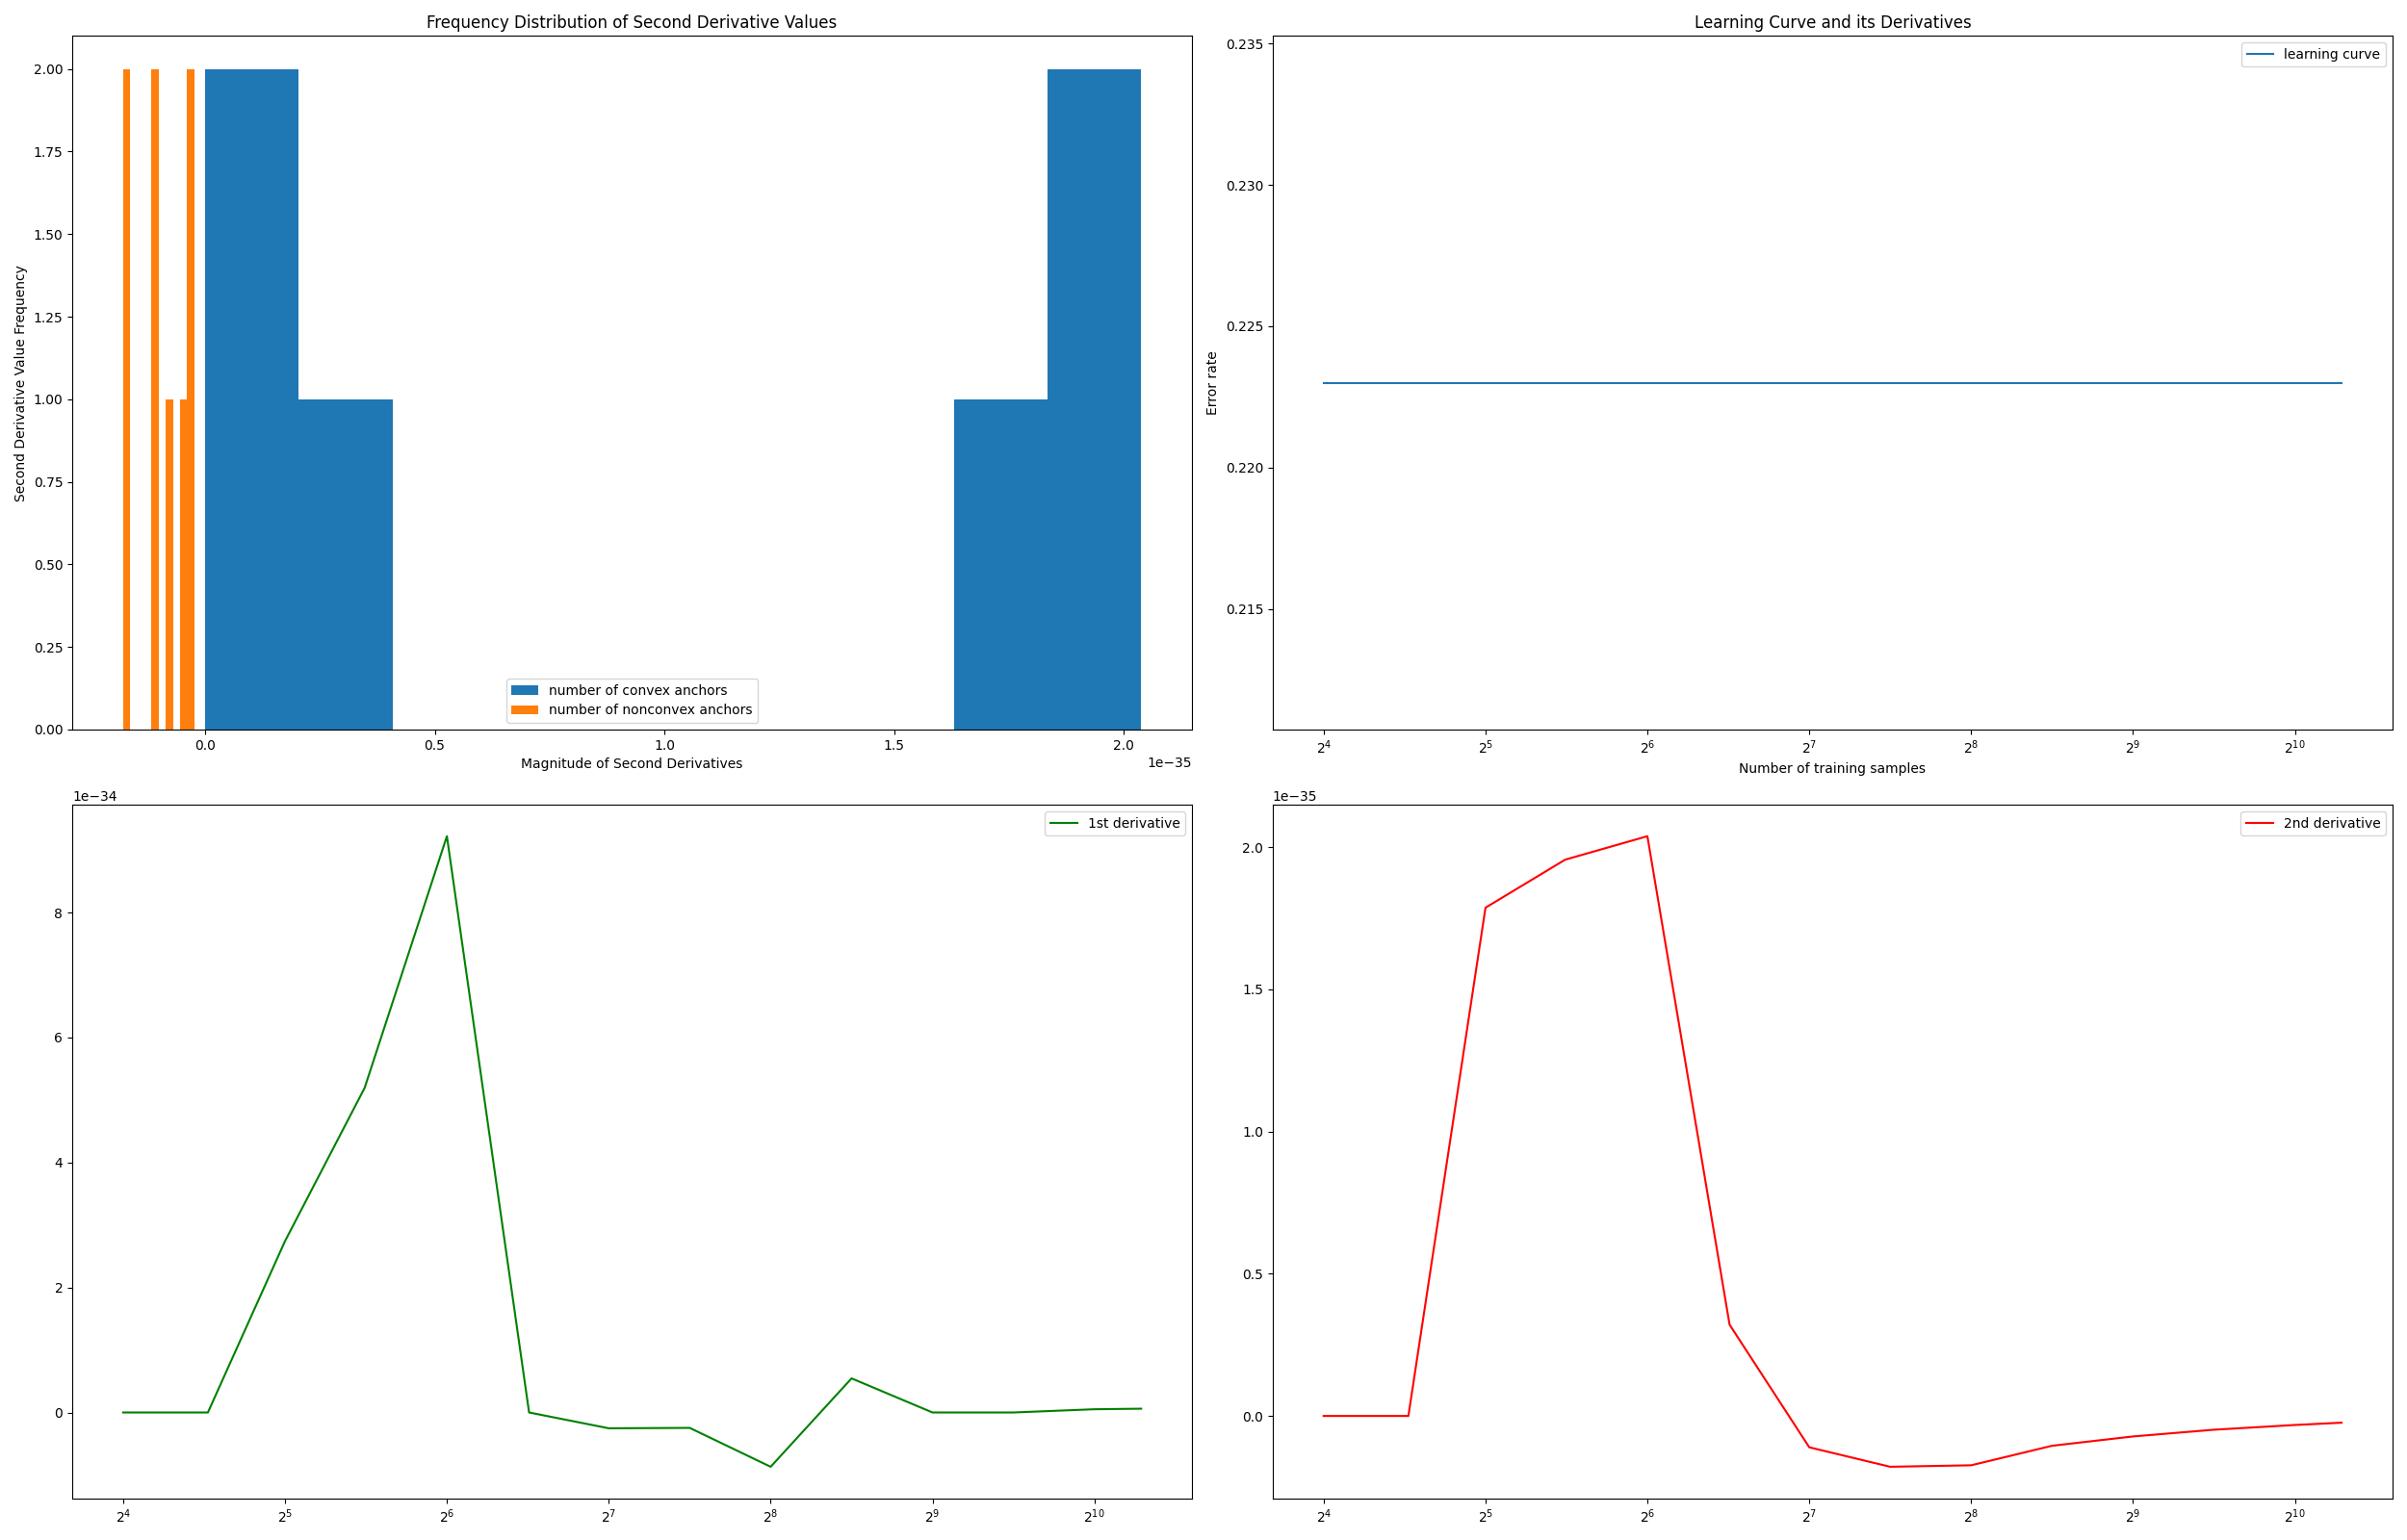 Frequency Distribution of Second Derivative Values
2.00
1.75
1.50
1.25
1.00
0.75
0.50
0.25
0.00
Second Derivative Value Frequency
number of convex anchors
number of nonconvex anchors
0.0 0.5 1.0 1.5 2.0
1e−35
Magnitude of Second Derivatives
Learning Curve and its Derivatives
learning curve
0.235
0.230
0.225
0.220
0.215
Error rate
2^4 2^5 2^6 2^7 2^8 2^9 2^10
Number of training samples
1e−34
1st derivative
8
6
4
2
0
2^4 2^5 2^6 2^7 2^8 2^9 2^10
1e−35
2nd derivative
2.0
1.5
1.0
0.5
0.0
2^4 2^5 2^6 2^7 2^8 2^9 2^10